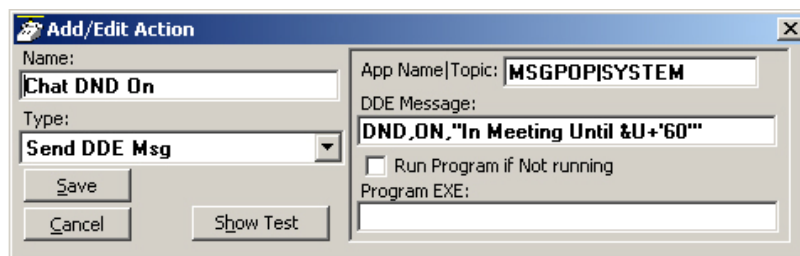 Add/Edit Action
Name:
Chat DND On
Type:
Send DDE Msg
Save
Cancel
Show Test
App Name|Topic: MSGPOP|SYSTEM
DDE Message:
DND,ON,"In Meeting Until &U+'60'"
Run Program if Not running
Program EXE: